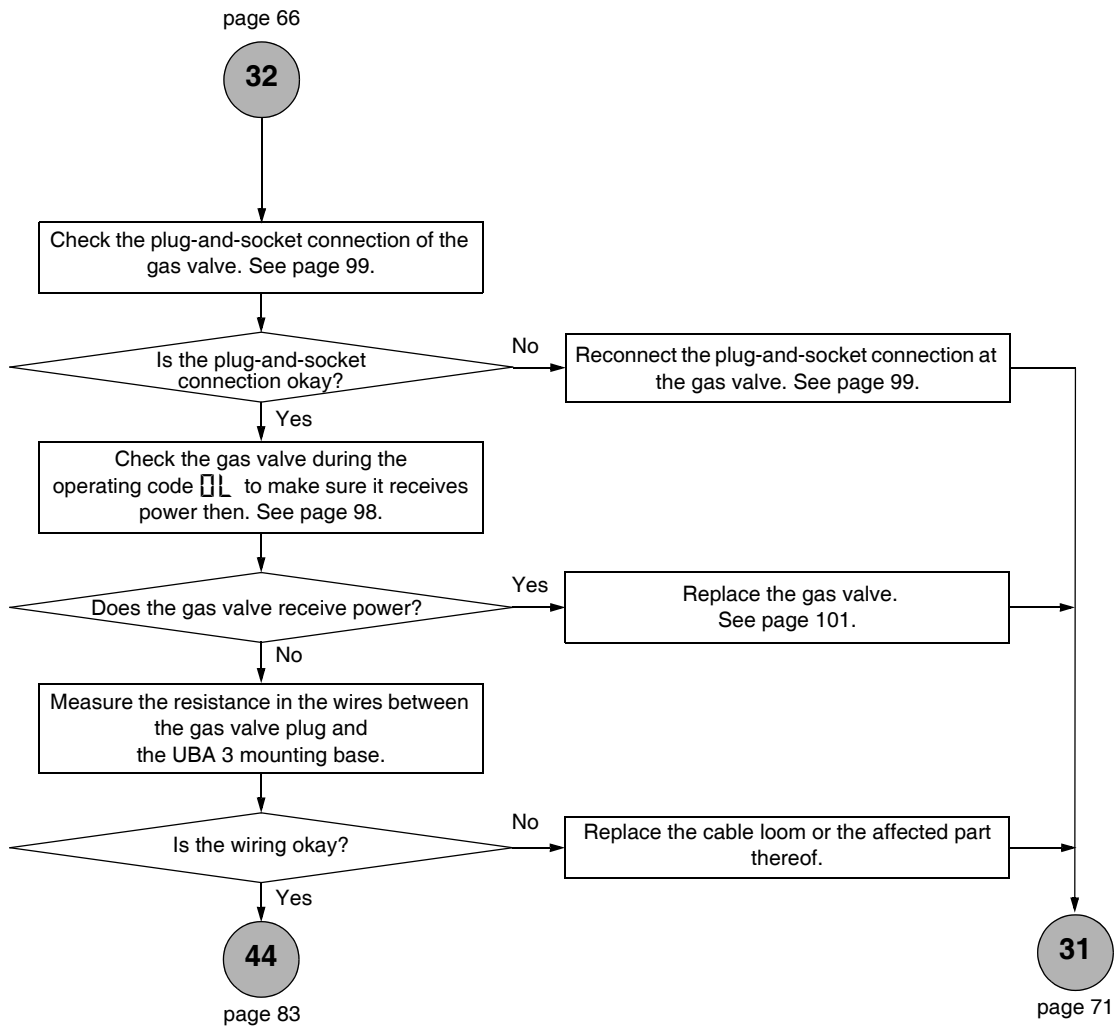 page 66
32
Check the plug-and-socket connection of the
gas valve. See page 99.
Is the plug-and-socket
connection okay?
No
Reconnect the plug-and-socket connection at
the gas valve. See page 99.
Yes
Check the gas valve during the
operating code 0L to make sure it receives
power then. See page 98.
Does the gas valve receive power?
Yes
Replace the gas valve.
See page 101.
No
Measure the resistance in the wires between
the gas valve plug and
the UBA 3 mounting base.
Is the wiring okay?
No
Replace the cable loom or the affected part
thereof.
Yes
44
page 83
31
page 71